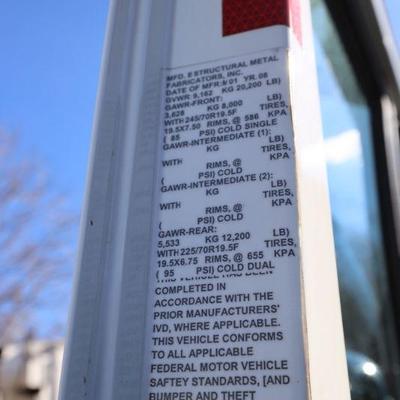 MFD. ESTRUCTURAL METAL
FABRICATORS, INC.
DATE OF MFR:M/01 YR.08
GVWR: 9,162 KG 20,200 LB)
GAWR-FRONT:
3,628 KG 8,000 LB)
WITH 245/70R19.5F TIRES,
19.5X7.50 RIMS, @ 586 KPA
( 85 PSI) COLD SINGLE
GAWR-INTERMEDIATE (1):
KG LB)
WITH TIRES,
RIMS, @ KPA
( PSI) COLD
GAWR-INTERMEDIATE (2):
KG LB)
WITH TIRES,
RIMS, @ KPA
( PSI) COLD
GAWR-REAR:
5,533 KG 12,200 LB)
WITH 225/70R19.5F TIRES,
19.5X6.75 RIMS, @ 655 KPA
( 95 PSI) COLD DUAL
THIS VEHICLE HAS BEEN
COMPLETED IN
ACCORDANCE WITH THE
PRIOR MANUFACTURERS'
IVD, WHERE APPLICABLE.
THIS VEHICLE CONFORMS
TO ALL APPLICABLE
FEDERAL MOTOR VEHICLE
SAFTEY STANDARDS, [AND
BUMPER AND THEFT